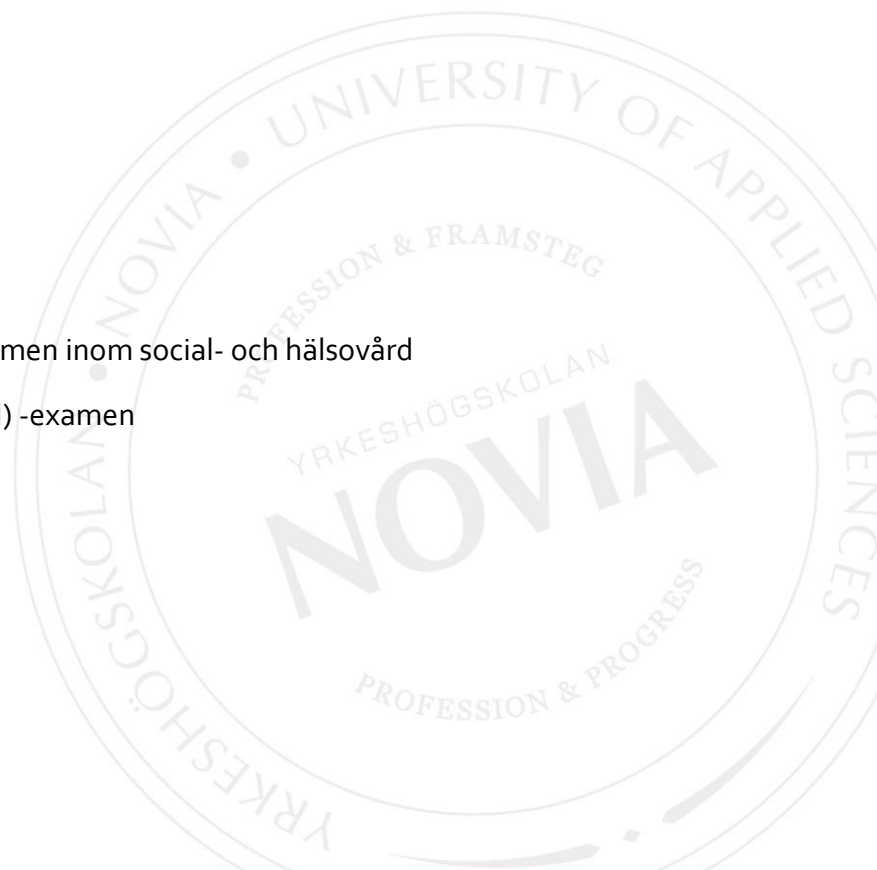 men inom social- och hälsovård
) -examen
YRKESHÖGSKOLAN • NOVIA • UNIVERSITY OF APPLIED SCIENCES
PROFESSION & FRAMSTEG
YRKESHÖGSKOLAN
NOVIA
PROFESSION & PROGRESS